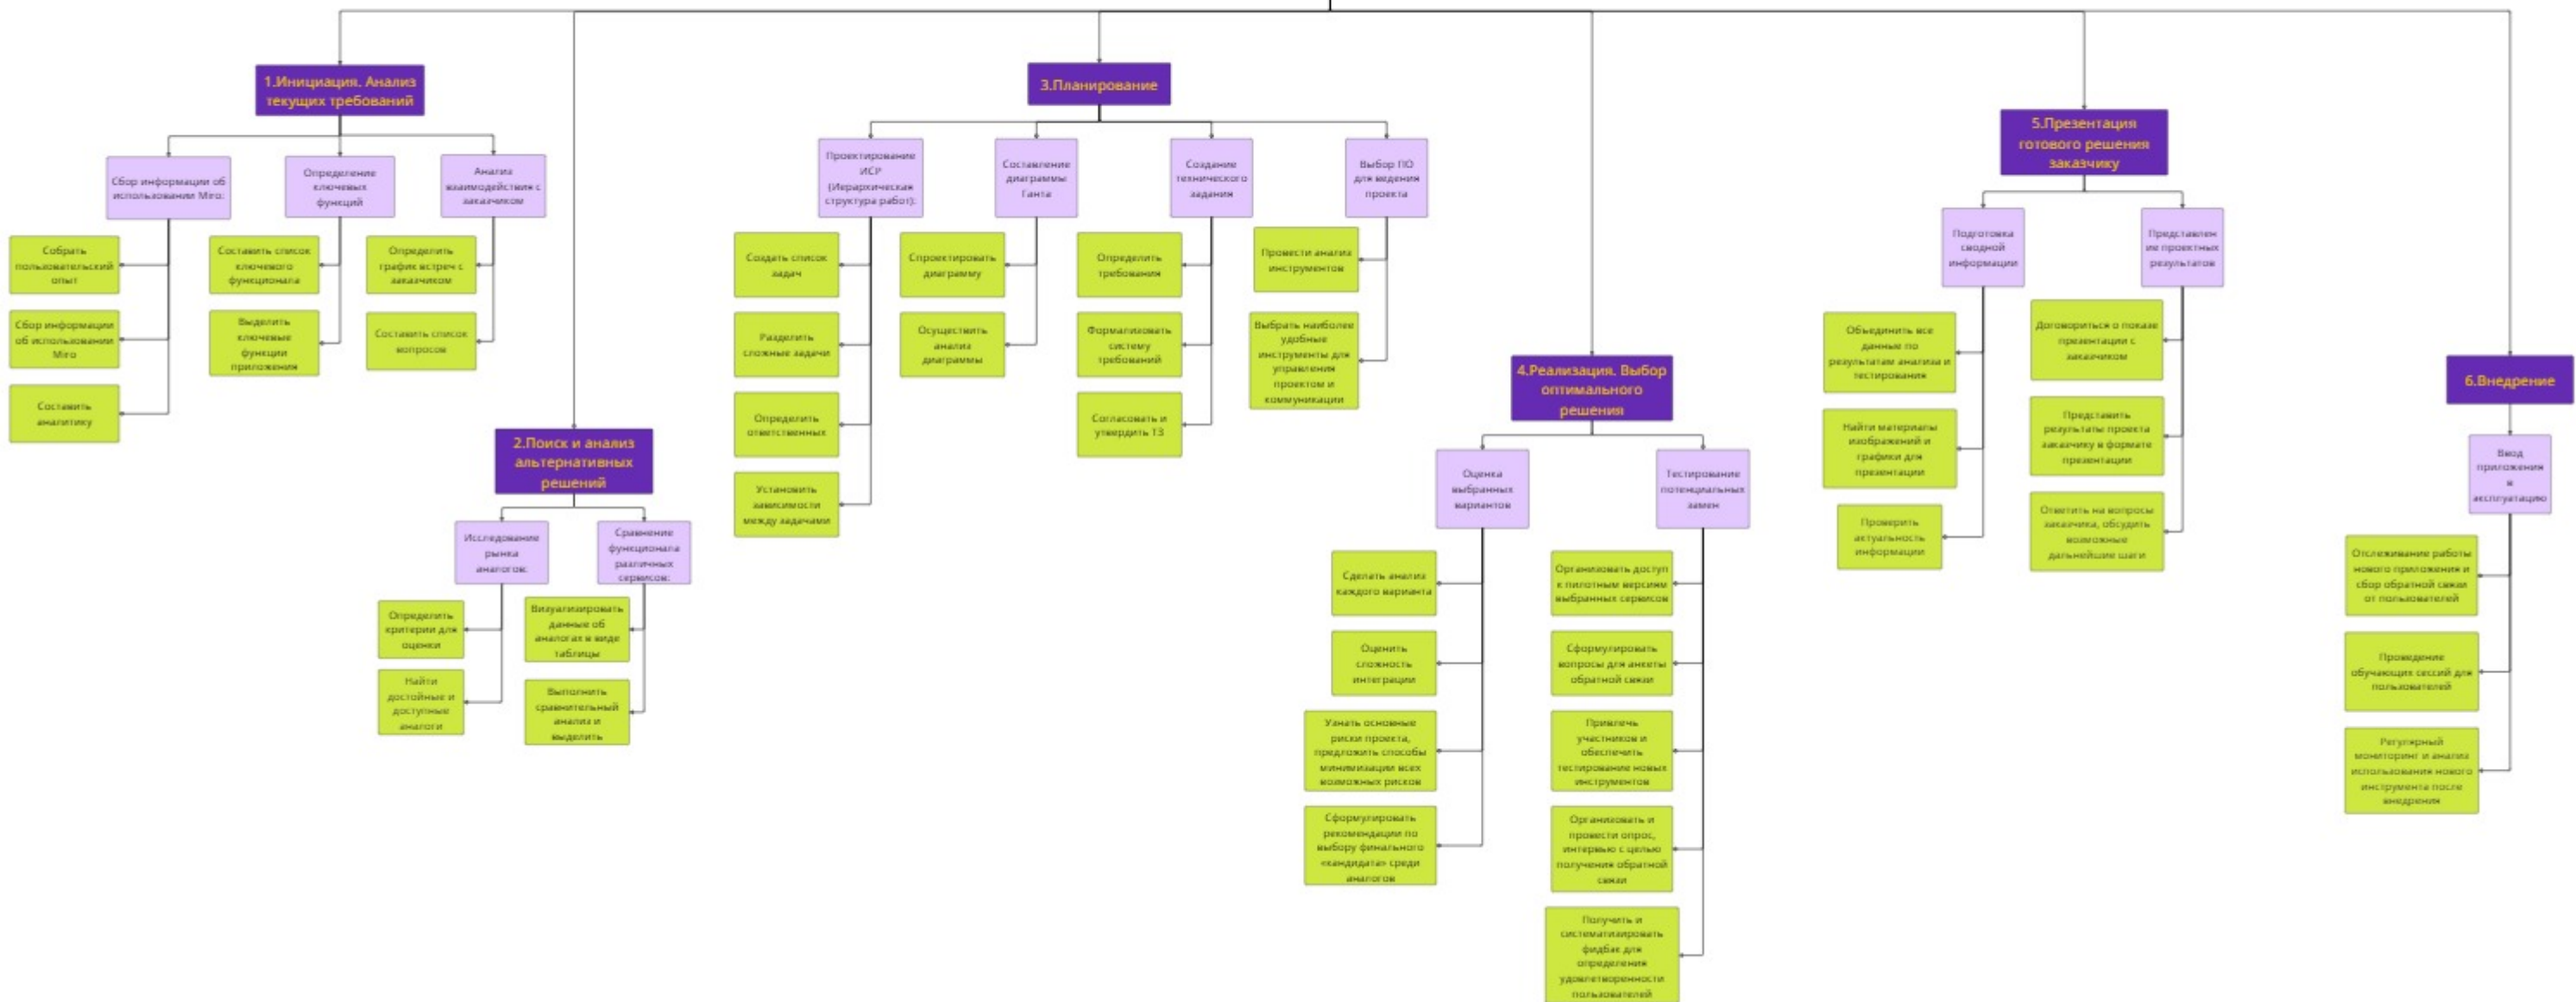 1.Инициация. Анализ
текущих требований
Сбор информации об
использовании Miro:
Собрать
пользовательский
опыт
Сбор информации
об использовании
Miro
Составить
аналитику
Определение
ключевых
функций
Составить список
ключевого
функционала
Выделить
ключевые
функции
приложения
Анализ
взаимодействия с
заказчиком
Определить
график встреч с
заказчиком
Составить список
вопросов
2.Поиск и анализ
альтернативных
решений
Исследование
рынка
аналогов:
Определить
критерии для
оценки
Найти
достойные и
доступные
аналоги
Сравнение
функционала
различных
сервисов:
Визуализировать
данные об
аналогах в виде
таблицы
Выполнить
сравнительный
анализ и
выделить
3.Планирование
Проектирование
ИСР
(Иерархическая
структура работ):
Создать список
задач
Разделить
сложные задачи
Определить
ответственных
Установить
зависимости
между задачами
Составление
диаграммы
Ганта
Спроектировать
диаграмму
Осуществить
анализ
диаграммы
Создание
технического
задания
Определить
требования
Формализовать
систему
требований
Согласовать и
утвердить ТЗ
Выбор ПО
для ведения
проекта
Провести анализ
инструментов
Выбрать наиболее
удобные
инструменты для
управления
проектом и
коммуникации
4.Реализация. Выбор
оптимального
решения
Оценка
выбранных
вариантов
Сделать анализ
каждого варианта
Оценить
сложность
интеграции
Узнать основные
риски проекта,
предложить способы
минимизации всех
возможных рисков
Сформулировать
рекомендации по
выбору финального
«кандидата» среди
аналогов
Тестирование
потенциальных
замен
Организовать доступ
к пилотным версиям
выбранных сервисов
Сформулировать
вопросы для анкеты
обратной связи
Привлечь
участников и
обеспечить
тестирование новых
инструментов
Организовать и
провести опрос,
интервью с целью
получения обратной
связи
Получить и
систематизировать
фидбак для
определения
удовлетворенности
пользователей
5.Презентация
готового решения
заказчику
Подготовка
сводной
информации
Объединить все
данные по
результатам анализа и
тестирования
Найти материалы
изображений и
графики для
презентации
Проверить
актуальность
информации
Представлен
ие проектных
результатов
Договориться о показе
презентации с
заказчиком
Представить
результаты проекта
заказчику в формате
презентации
Ответить на вопросы
заказчика, обсудить
возможные
дальнейшие шаги
6.Внедрение
Ввод
приложения
в
эксплуатацию
Отслеживание работы
нового приложения и
сбор обратной связи
от пользователей
Проведение
обучающих сессий для
пользователей
Регулярный
мониторинг и анализ
использования нового
инструмента после
внедрения